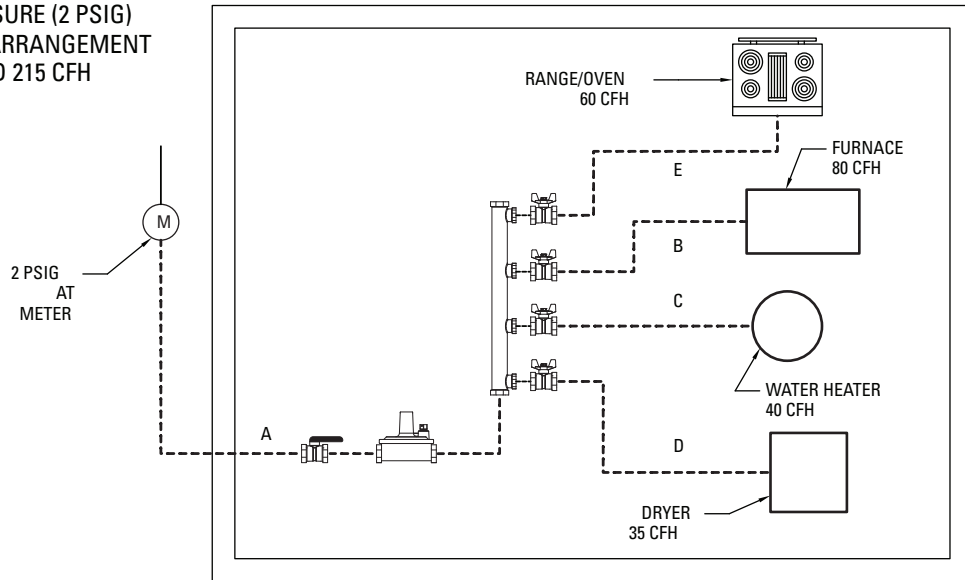 SURE (2 PSIG)
ARRANGEMENT
215 CFH
RANGE/OVEN
60 CFH
FURNACE
80 CFH
E
M
B
2 PSIG
AT
METER
C
WATER HEATER
40 CFH
A
D
DRYER
35 CFH